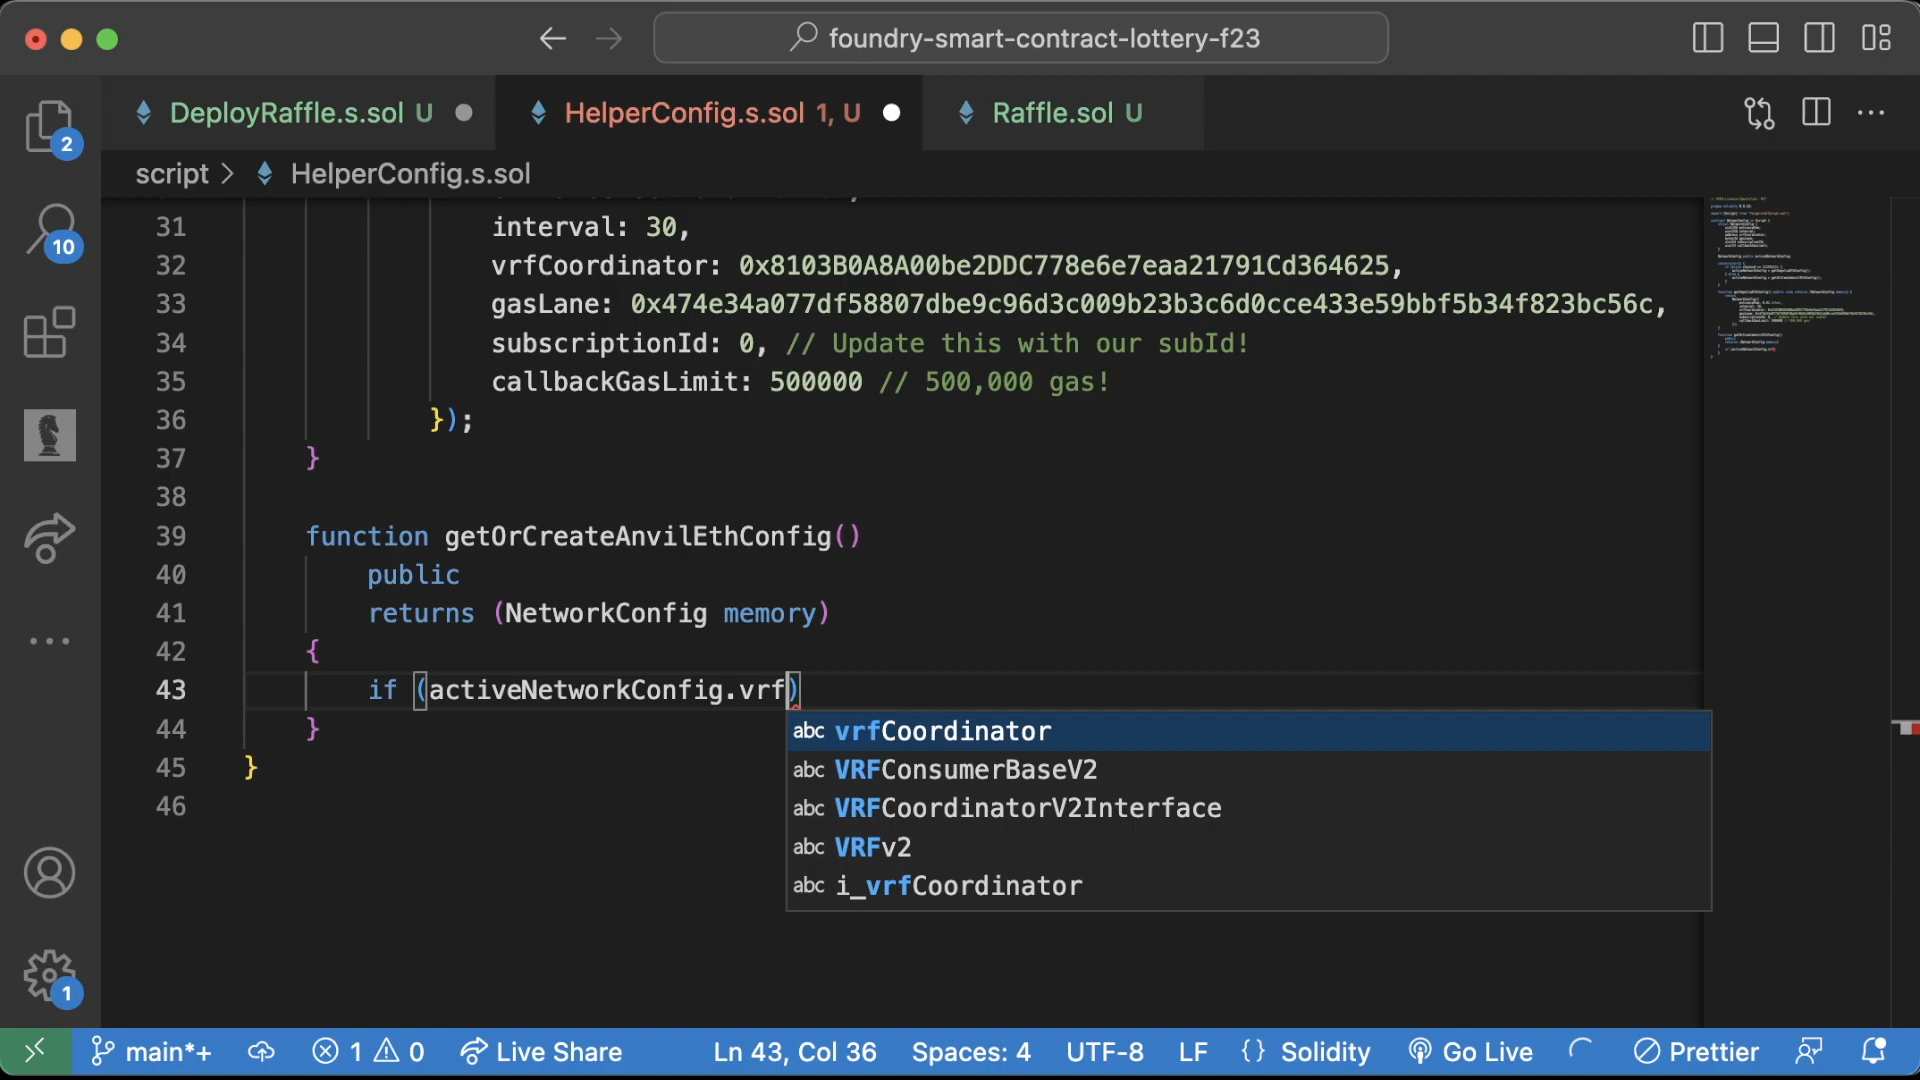 foundry-smart-contract-lottery-f23
DeployRaffle.s.sol U
HelperConfig.s.sol 1, U
Raffle.sol U
2
script > HelperConfig.s.sol
10
31 interval: 30,
32 vrfCoordinator: 0x8103B0A8A00be2DDC778e6e7eaa21791Cd364625,
33 gasLane: 0x474e34a077df58807dbe9c96d3c009b23b3c6d0cce433e59bbf5b34f823bc56c,
34 subscriptionId: 0, // Update this with our subId!
35 callbackGasLimit: 500000 // 500,000 gas!
36 });
37 }
38
39 function getOrCreateAnvilEthConfig()
40 public
41 returns (NetworkConfig memory)
42 {
43 if (activeNetworkConfig.vrf)
44 }
45 }
46
abc vrfCoordinator
abc VRFConsumerBaseV2
abc VRFCoordinatorV2Interface
abc VRFv2
abc i_vrfCoordinator
1
main*+ 1 0 Live Share Ln 43, Col 36 Spaces: 4 UTF-8 LF {} Solidity Go Live Prettier